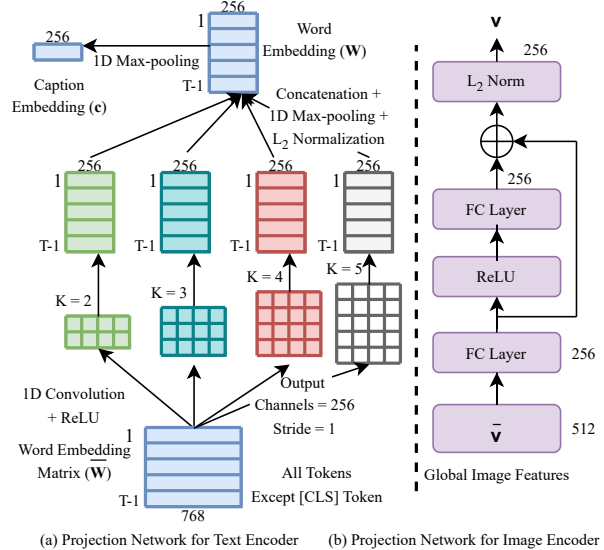 256
1
256
1D Max-pooling
Word
Embedding (W)
Caption
Embedding (c)
T-1
Concatenation +
1D Max-pooling +
L2 Normalization
1
256
T-1
1
256
T-1
1
256
T-1
1
256
T-1
K = 2
K = 3
K = 4
K = 5
1D Convolution
+ ReLU
Output
Channels = 256
Stride = 1
Word Embedding
Matrix (W̅)
1
T-1
768
All Tokens
Except [CLS] Token
(a) Projection Network for Text Encoder
v
256
L2 Norm
256
FC Layer
ReLU
FC Layer
256
v̅
512
Global Image Features
(b) Projection Network for Image Encoder